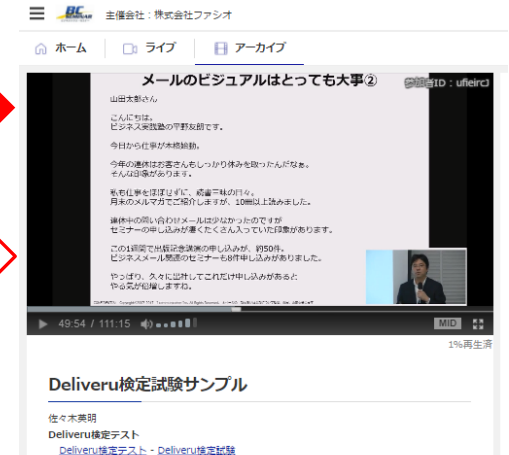 BC SEMINAR 主催会社：株式会社ファシオ
ホーム ライブ アーカイブ
メールのビジュアルはとっても大事② 参加者ID：ufieircJ
山田太郎さん
こんにちは。
ビジネス実践塾の平野友朗です。
今日から仕事が本格始動。
今年の連休はお客さんもしっかり休みを取ったんだなぁ。
そんな印象があります。
私も仕事をほぼせずに、読書三昧の日々。
月末のメルマガでご紹介しますが、10冊以上読みました。
連休中の問い合わせメールは少なかったのですが
セミナーの申し込みが凄くたくさん入っていた印象があります。
この1週間で出版記念講演の申し込みが、約50件。
ビジネスメール関連のセミナーも8件申し込みがありました。
やっぱり、久々に出社してこれだけ申し込みがあると
やる気が倍増しますね。
49:54 / 111:15 MID
1%再生済
Deliveru検定試験サンプル
佐々木英明
Deliveru検定テスト
Deliveru検定テスト - Deliveru検定試験